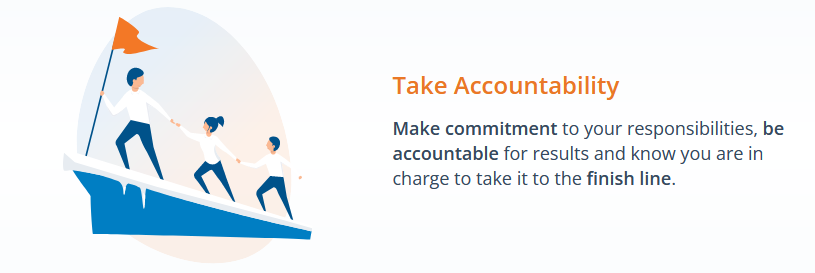 Take Accountability
Make commitment to your responsibilities, be
accountable for results and know you are in
charge to take it to the finish line.